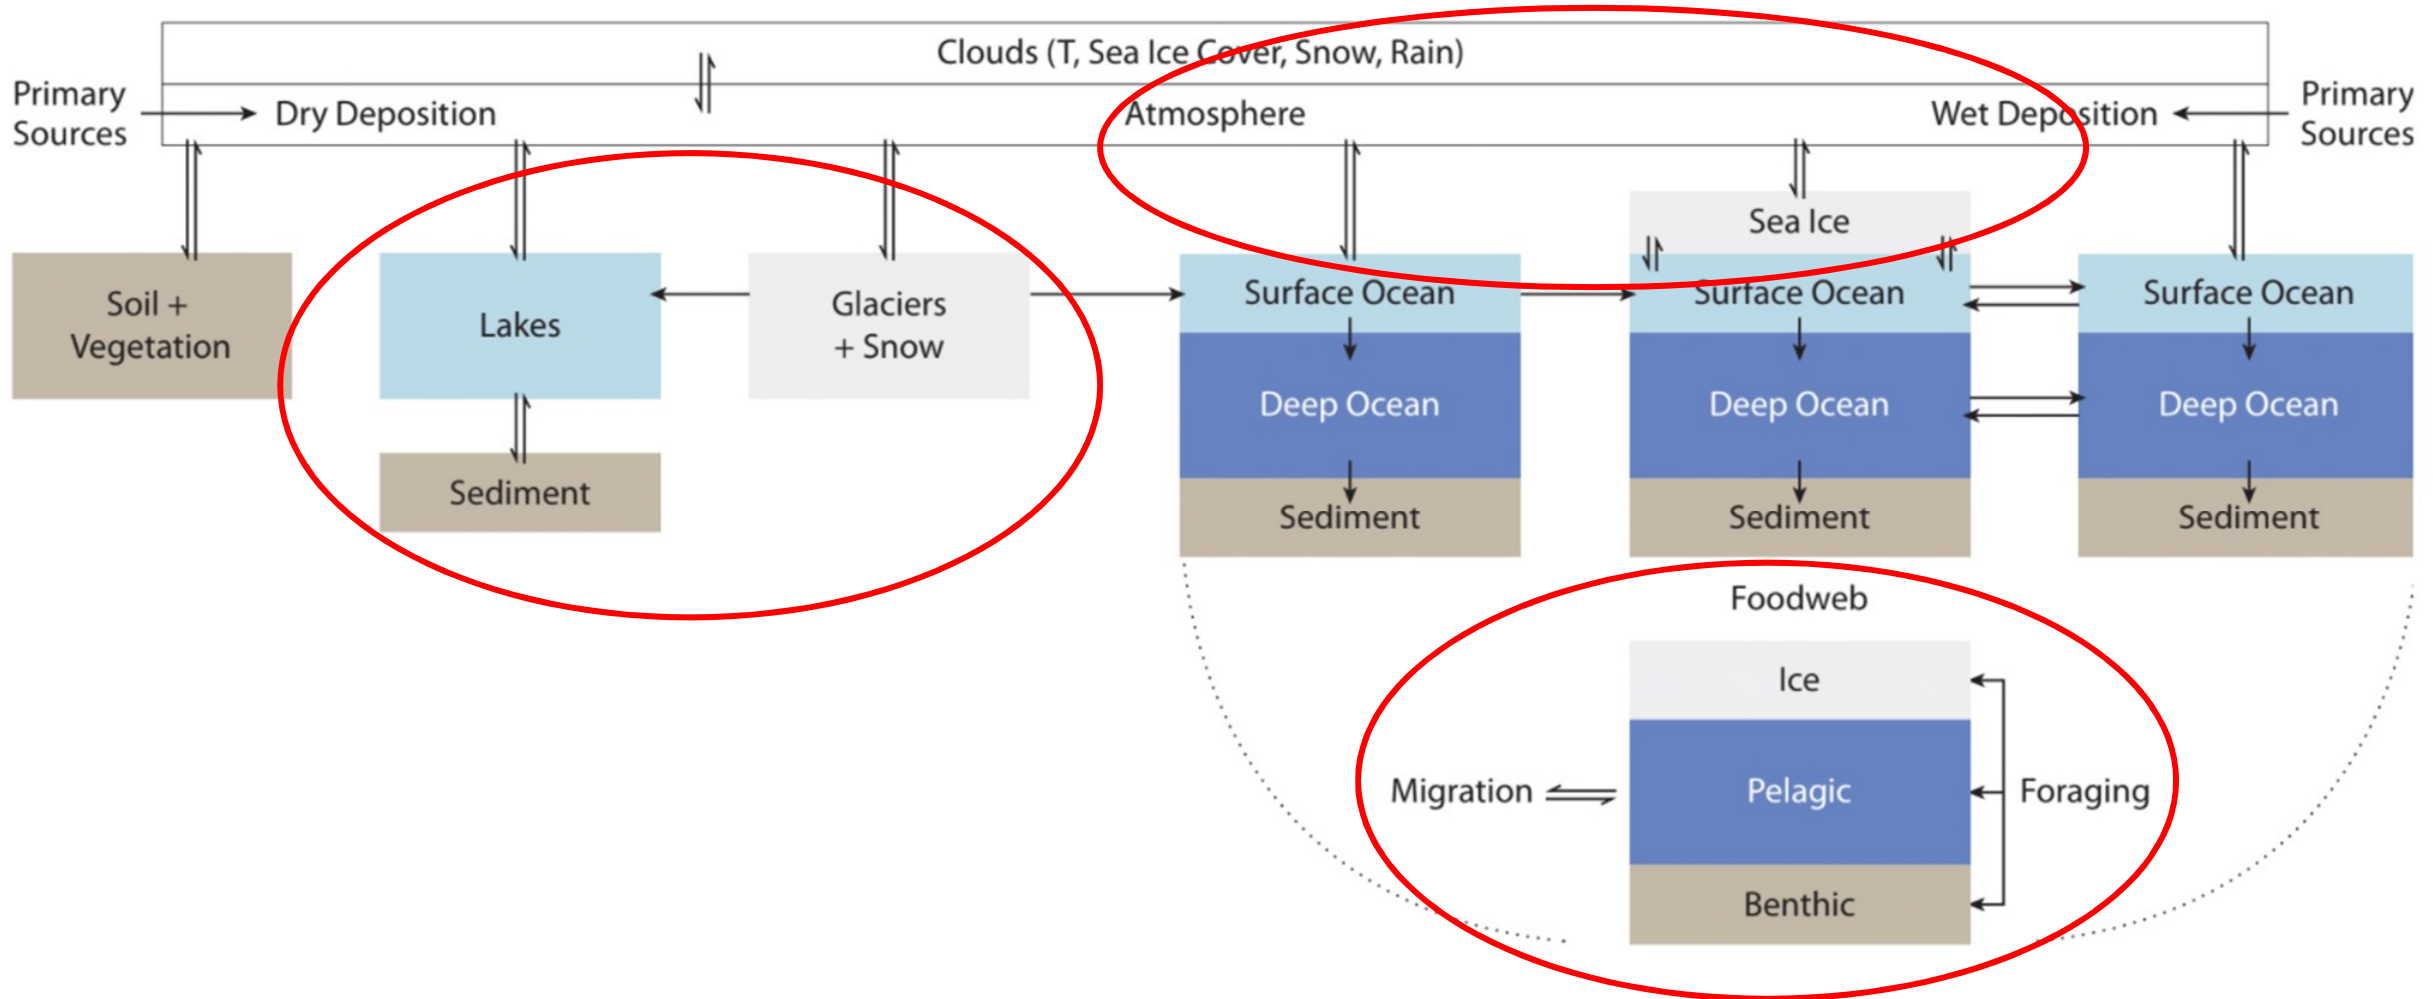 Clouds (T, Sea Ice Cover, Snow, Rain)
Primary
Sources
Dry Deposition
Atmosphere
Wet Deposition
Primary
Sources
Sea Ice
Soil +
Vegetation
Lakes
Glaciers
+ Snow
Surface Ocean
Surface Ocean
Surface Ocean
Deep Ocean
Deep Ocean
Deep Ocean
Sediment
Sediment
Sediment
Sediment
Foodweb
Ice
Migration
Pelagic
Foraging
Benthic